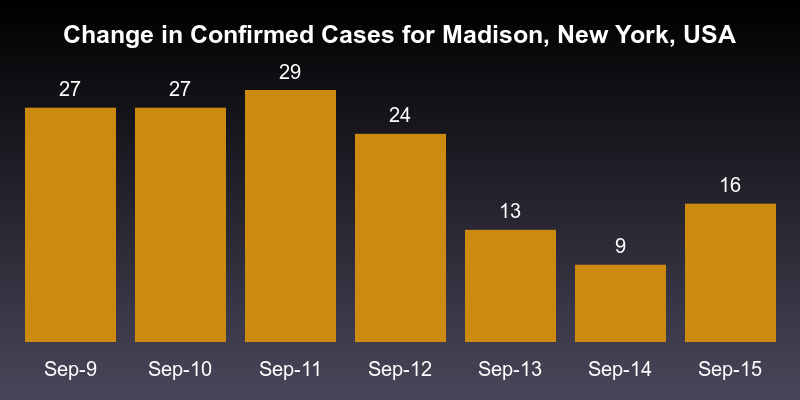 Change in Confirmed Cases for Madison, New York, USA
27 27 29 24 13 9 16
Sep-9 Sep-10 Sep-11 Sep-12 Sep-13 Sep-14 Sep-15